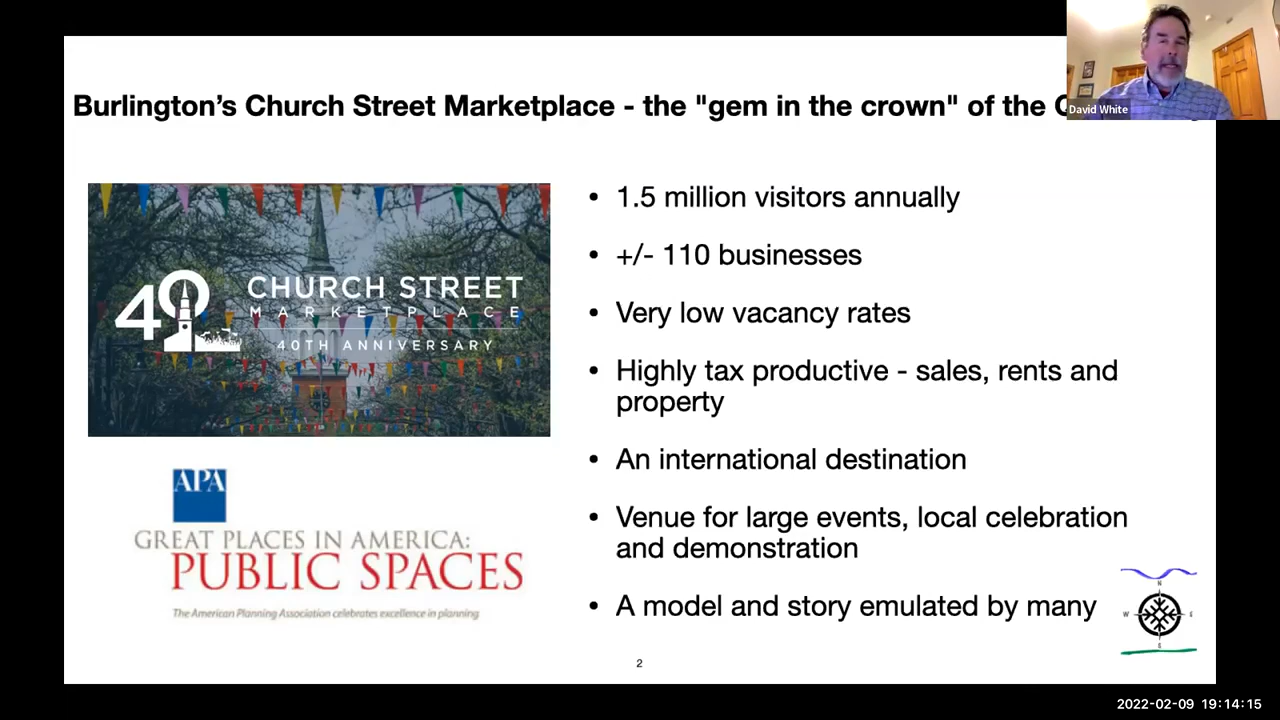 Burlington’s Church Street Marketplace - the "gem in the crown" of the
David White
40
CHURCH STREET
MARKETPLACE
40TH ANNIVERSARY
APA
GREAT PLACES IN AMERICA:
PUBLIC SPACES
The American Planning Association celebrates excellence in planning
• 1.5 million visitors annually
• +/- 110 businesses
• Very low vacancy rates
• Highly tax productive - sales, rents and
property
• An international destination
• Venue for large events, local celebration
and demonstration
• A model and story emulated by many
N
W E
S
2
2022-02-09 19:14:15